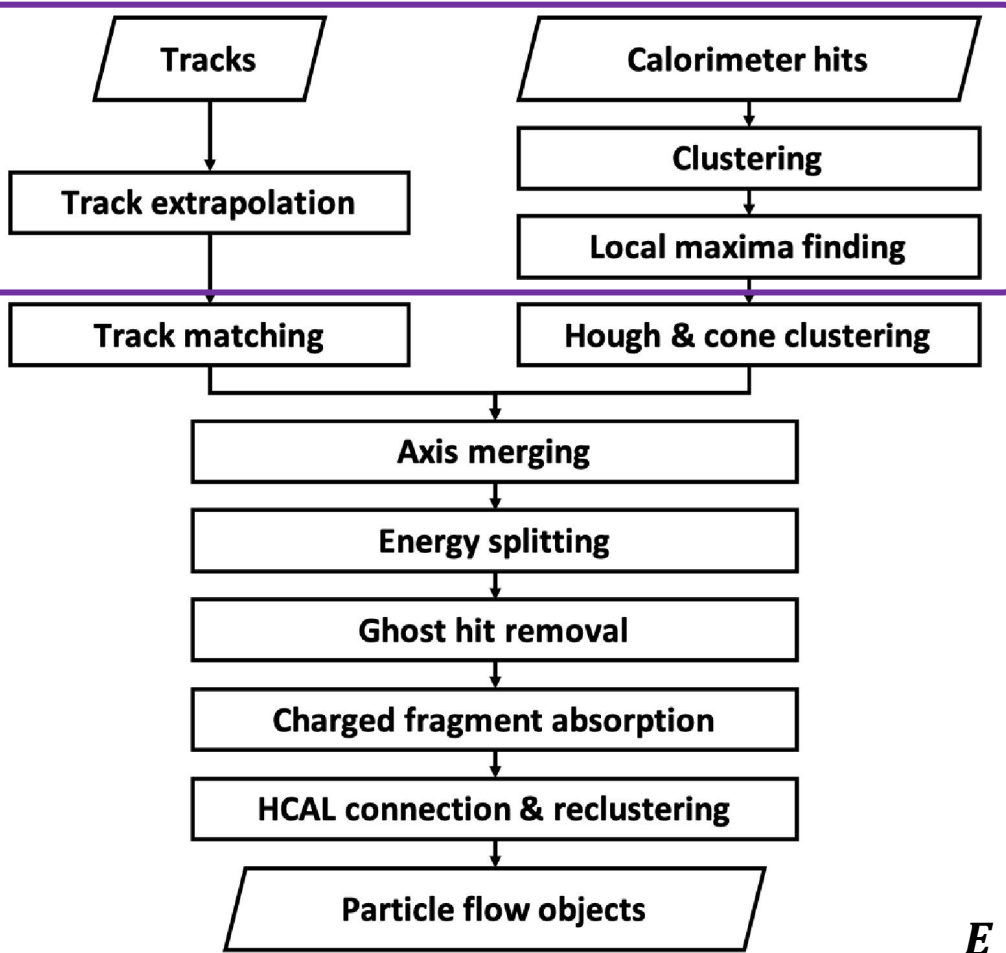 Tracks
Calorimeter hits
Clustering
Track extrapolation
Local maxima finding
Track matching
Hough & cone clustering
Axis merging
Energy splitting
Ghost hit removal
Charged fragment absorption
HCAL connection & reclustering
Particle flow objects
E